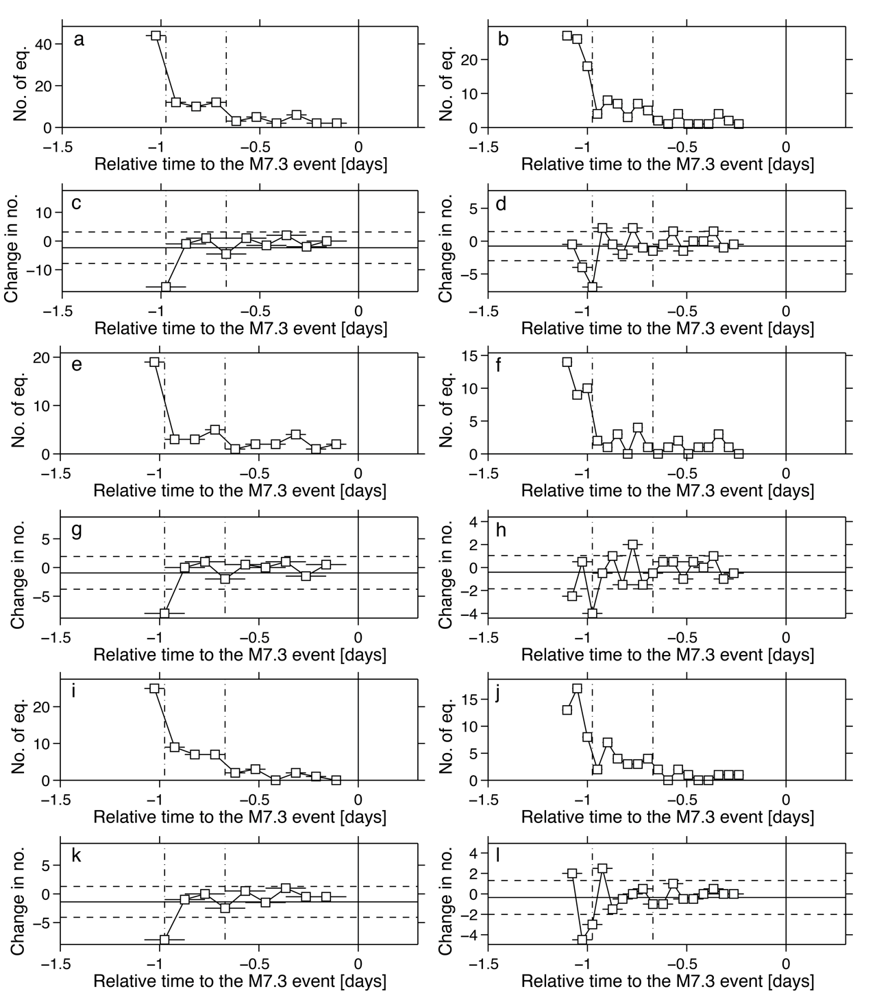 a
No. of eq.
40
20
0
−1.5 −1 −0.5 0
Relative time to the M7.3 event [days]
b
No. of eq.
20
10
0
−1.5 −1 −0.5 0
Relative time to the M7.3 event [days]
c
Change in no.
10
0
−10
−1.5 −1 −0.5 0
Relative time to the M7.3 event [days]
d
Change in no.
5
0
−5
−1.5 −1 −0.5 0
Relative time to the M7.3 event [days]
e
No. of eq.
20
10
0
−1.5 −1 −0.5 0
Relative time to the M7.3 event [days]
f
No. of eq.
15
10
5
0
−1.5 −1 −0.5 0
Relative time to the M7.3 event [days]
g
Change in no.
5
0
−5
−1.5 −1 −0.5 0
Relative time to the M7.3 event [days]
h
Change in no.
4
2
0
−2
−4
−1.5 −1 −0.5 0
Relative time to the M7.3 event [days]
i
No. of eq.
20
10
0
−1.5 −1 −0.5 0
Relative time to the M7.3 event [days]
j
No. of eq.
15
10
5
0
−1.5 −1 −0.5 0
Relative time to the M7.3 event [days]
k
Change in no.
5
0
−5
−1.5 −1 −0.5 0
Relative time to the M7.3 event [days]
l
Change in no.
4
2
0
−2
−4
−1.5 −1 −0.5 0
Relative time to the M7.3 event [days]